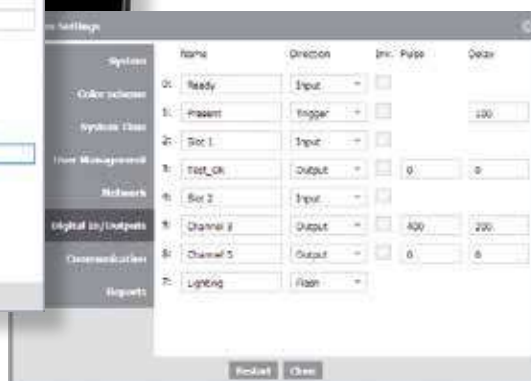 Settings
Name Direction Inv. Pulse Delay
System
0: Ready Input
Color scheme
1: Present Trigger 100
System Time
2: Slot 1 Input
User Management
3: Test_OK Output 0 0
Network
4: Slot 2 Input
Digital In/Outputs
5: Channel 3 Output 400 200
Communication
6: Channel 5 Output 0 0
Reports
7: Lighting Flash
Restart Close